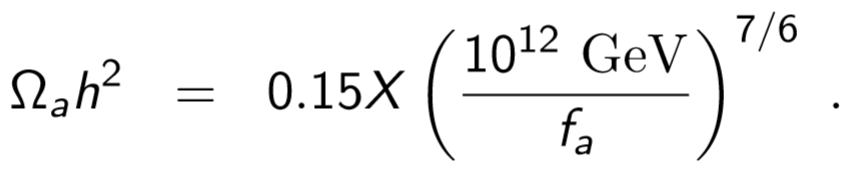 Ωₐh² = 0.15X (10¹² GeV / fₐ)^{7/6} .